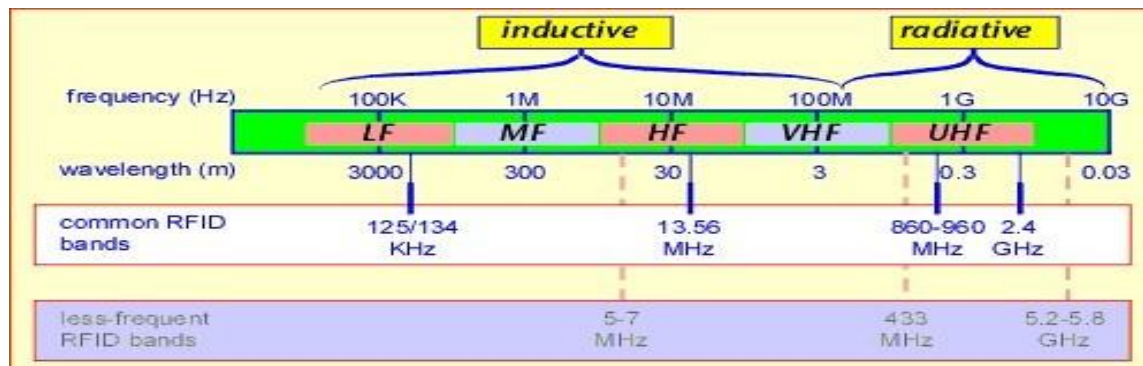 inductive radiative
frequency (Hz) 100K 1M 10M 100M 1G 10G
LF MF HF VHF UHF
wavelength (m) 3000 300 30 3 0.3 0.03
common RFID bands
125/134 KHz
13.56 MHz
860-960 MHz
2.4 GHz
less-frequent RFID bands
5-7 MHz
433 MHz
5.2-5.8 GHz